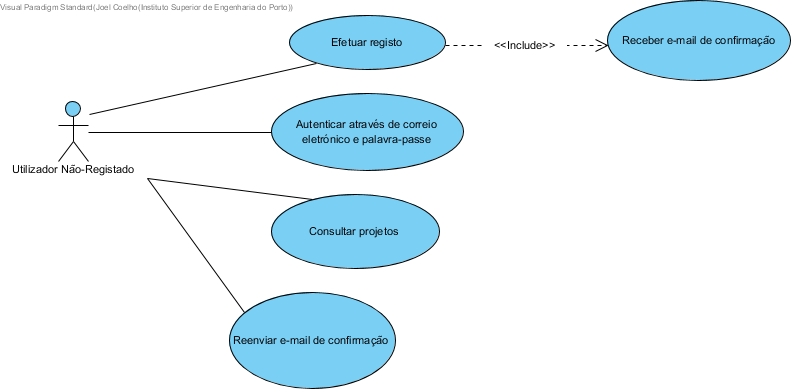 Visual Paradigm Standard(Joel Coelho(Instituto Superior de Engenharia do Porto))
Efetuar registo
<<Include>>
Receber e-mail de confirmação
Autenticar através de correio
eletrónico e palavra-passe
Utilizador Não-Registado
Consultar projetos
Reenviar e-mail de confirmação